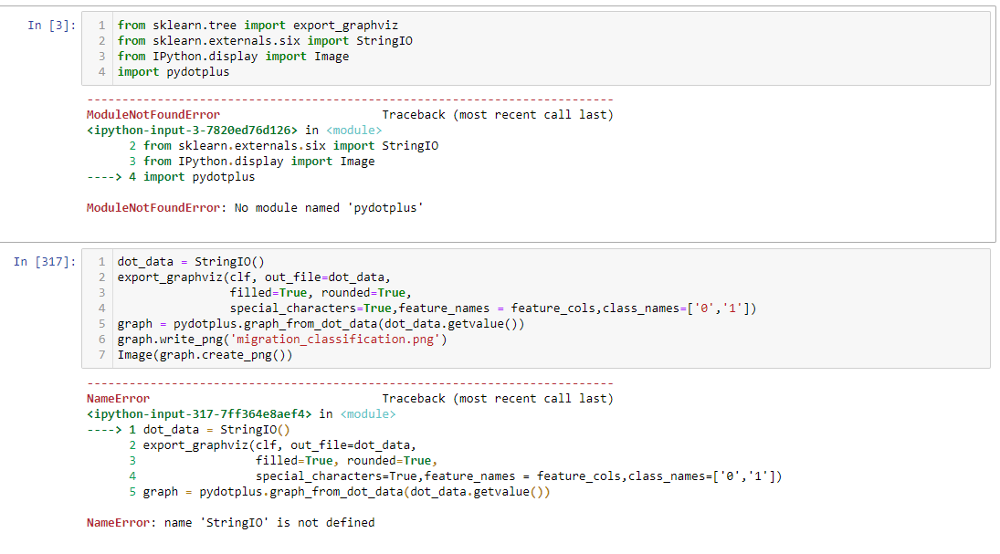 In [3]:
1 from sklearn.tree import export_graphviz
2 from sklearn.externals.six import StringIO
3 from IPython.display import Image
4 import pydotplus
---------------------------------------------------------------------------
ModuleNotFoundError                       Traceback (most recent call last)
<ipython-input-3-7820ed76d126> in <module>
      2 from sklearn.externals.six import StringIO
      3 from IPython.display import Image
----> 4 import pydotplus

ModuleNotFoundError: No module named 'pydotplus'
In [317]:
1 dot_data = StringIO()
2 export_graphviz(clf, out_file=dot_data,
3                 filled=True, rounded=True,
4                 special_characters=True,feature_names = feature_cols,class_names=['0','1'])
5 graph = pydotplus.graph_from_dot_data(dot_data.getvalue())
6 graph.write_png('migration_classification.png')
7 Image(graph.create_png())
---------------------------------------------------------------------------
NameError                                 Traceback (most recent call last)
<ipython-input-317-7ff364e8aef4> in <module>
----> 1 dot_data = StringIO()
      2 export_graphviz(clf, out_file=dot_data,
      3                 filled=True, rounded=True,
      4                 special_characters=True,feature_names = feature_cols,class_names=['0','1'])
      5 graph = pydotplus.graph_from_dot_data(dot_data.getvalue())

NameError: name 'StringIO' is not defined